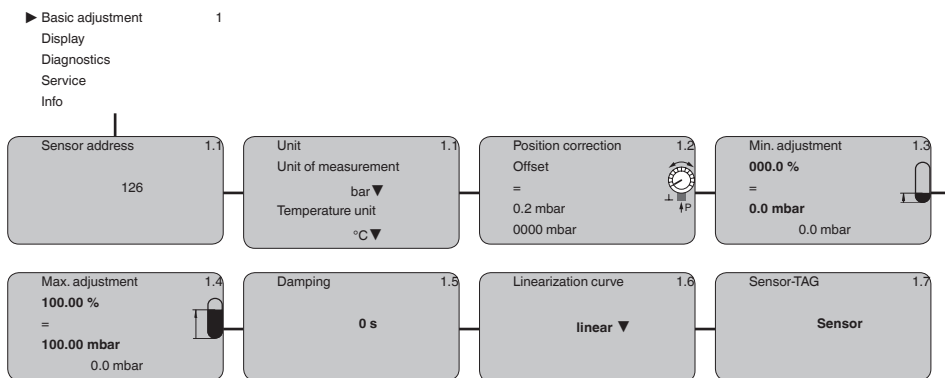 ▶ Basic adjustment 1
Display
Diagnostics
Service
Info
Sensor address 1.1
126
Unit 1.1
Unit of measurement
bar ▼
Temperature unit
°C ▼
Position correction 1.2
Offset
=
0.2 mbar
0000 mbar
P
Min. adjustment 1.3
000.0 %
=
0.0 mbar
0.0 mbar
Max. adjustment 1.4
100.00 %
=
100.00 mbar
0.0 mbar
Damping 1.5
0 s
Linearization curve 1.6
linear ▼
Sensor-TAG 1.7
Sensor